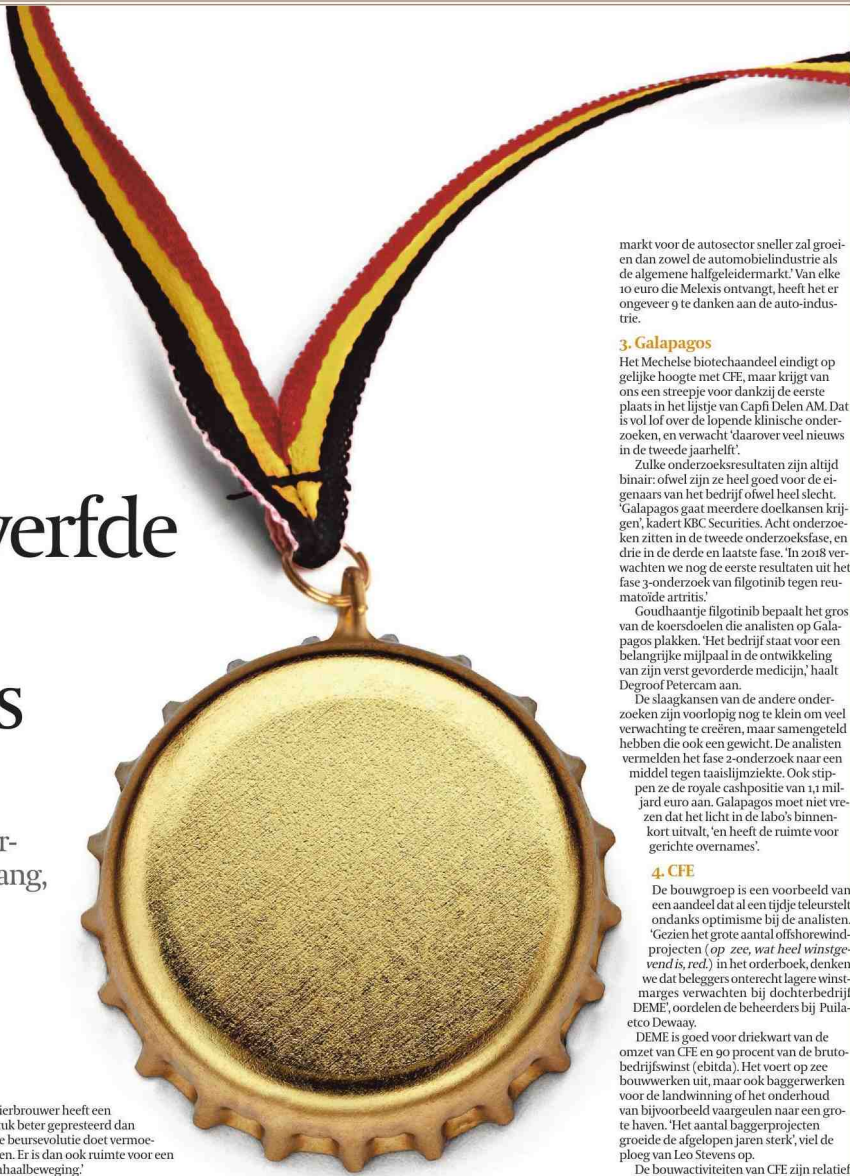 verfde
s
r-
ang,
ierbrouwer heeft een
uk beter gepresteerd dan
e beursevolutie doet vermoe-
en. Er is dan ook ruimte voor een
nhaalbeweging.’
markt voor de autosector sneller zal groei-
en dan zowel de automobielindustrie als
de algemene halfgeleidermarkt.’ Van elke
10 euro die Melexis ontvangt, heeft het er
ongeveer 9 te danken aan de auto-indus-
trie.
3. Galapagos
Het Mechelse biotechaandeel eindigt op
gelijke hoogte met CFE, maar krijgt van
ons een streepje voor dankzij de eerste
plaats in het lijstje van Capfi Delen AM. Dat
is vol lof over de lopende klinische onder-
zoeken, en verwacht ‘daarover veel nieuws
in de tweede jaarhelft’.
Zulke onderzoeksresultaten zijn altijd
binair: ofwel zijn ze heel goed voor de ei-
genaars van het bedrijf ofwel heel slecht.
‘Galapagos gaat meerdere doelkansen krij-
gen’, kadert KBC Securities. Acht onderzoe-
ken zitten in de tweede onderzoeksfase, en
drie in de derde en laatste fase. ‘In 2018 ver-
wachten we nog de eerste resultaten uit het
fase 3-onderzoek van filgotinib tegen reu-
matoïde artritis.’
Goudhaantje filgotinib bepaalt het gros
van de koersdoelen die analisten op Gala-
pagos plakken. ‘Het bedrijf staat voor een
belangrijke mijlpaal in de ontwikkeling
van zijn verst gevorderde medicijn,’ haalt
Degroof Petercam aan.
De slaagkansen van de andere onder-
zoeken zijn voorlopig nog te klein om veel
verwachting te creëren, maar samengeteld
hebben die ook een gewicht. De analisten
vermelden het fase 2-onderzoek naar een
middel tegen taaislijmziekte. Ook stip-
pen ze de royale cashpositie van 1,1 mil-
jard euro aan. Galapagos moet niet vre-
zen dat het licht in de labo’s binnen-
kort uitvalt, ‘en heeft de ruimte voor
gerichte overnames’.
4. CFE
De bouwgroep is een voorbeeld van
een aandeel dat al een tijdje teleurstelt
ondanks optimisme bij de analisten.
‘Gezien het grote aantal offshorewind-
projecten (op zee, wat heel winstge-
vend is, red.) in het orderboek, denken
we dat beleggers onterecht lagere winst-
marges verwachten bij dochterbedrijf
DEME’, oordelen de beheerders bij Puila-
etco Dewaay.
DEME is goed voor driekwart van de
omzet van CFE en 90 procent van de bruto-
bedrijfswinst (ebitda). Het voert op zee
bouwwerken uit, maar ook baggerwerken
voor de landwinning of het onderhoud
van bijvoorbeeld vaargeulen naar een gro-
te haven. ‘Het aantal baggerprojecten
groeide de afgelopen jaren sterk’, viel de
ploeg van Leo Stevens op.
De bouwactiviteiten van CFE zijn relatief